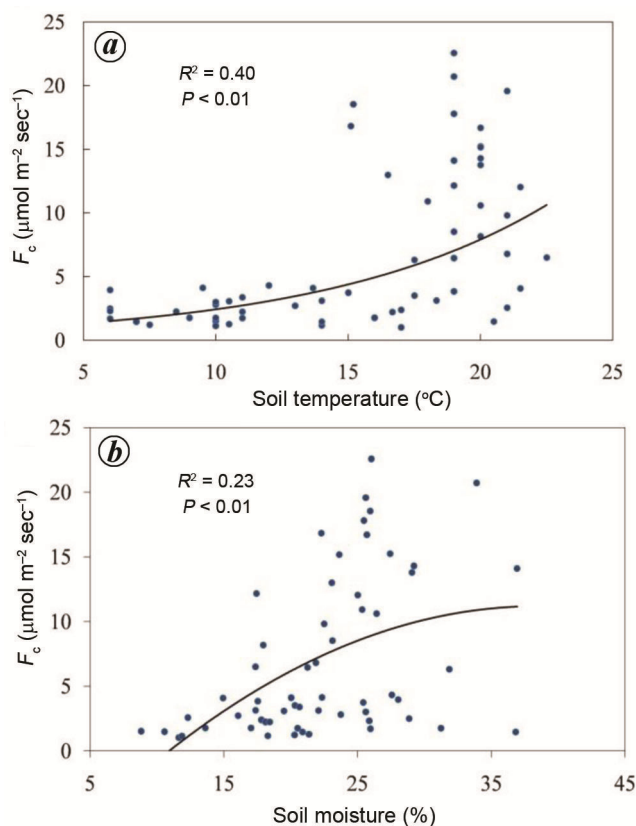 a
R² = 0.40
P < 0.01
25
20
15
10
5
0
Fc (μmol m⁻² sec⁻¹)
5 10 15 20 25
Soil temperature (°C)
b
R² = 0.23
P < 0.01
25
20
15
10
5
0
Fc (μmol m⁻² sec⁻¹)
5 15 25 35 45
Soil moisture (%)